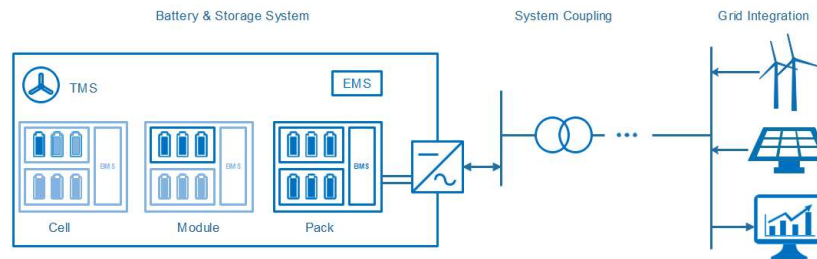 Battery & Storage System
System Coupling
Grid Integration
TMS
EMS
BMS
BMS
BMS
Cell
Module
Pack